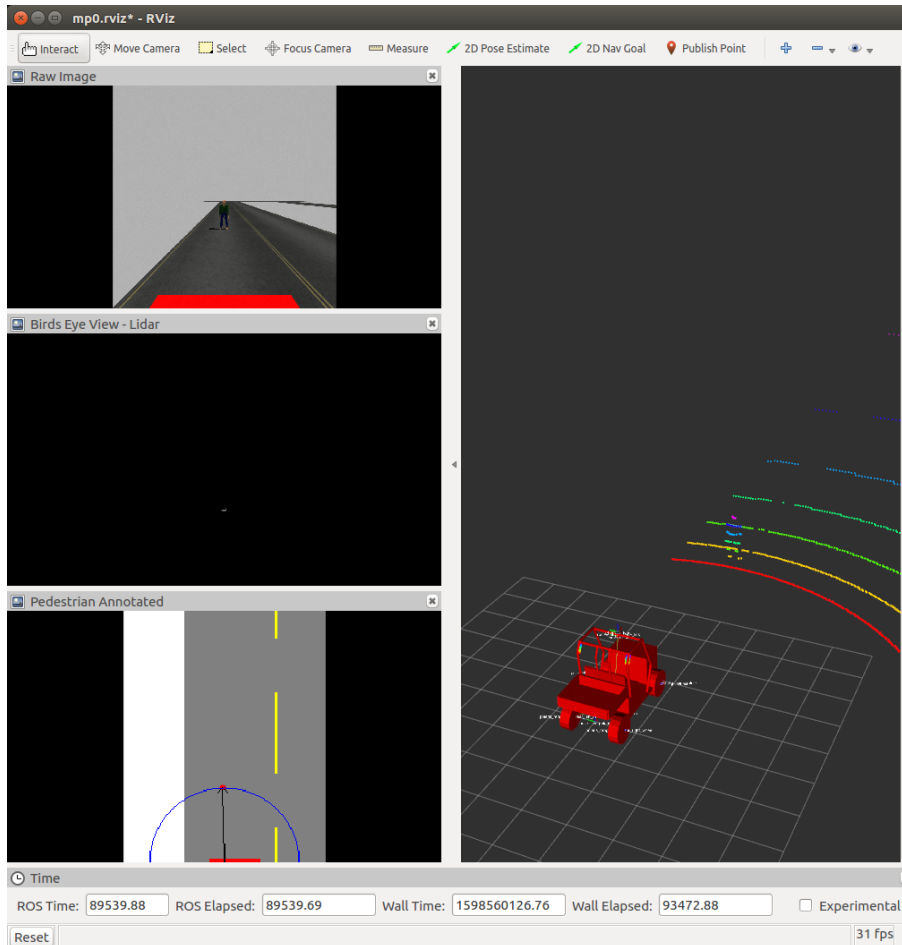 mp0.rviz* - RViz
Interact Move Camera Select Focus Camera Measure 2D Pose Estimate 2D Nav Goal Publish Point
Raw Image
Birds Eye View - Lidar
Pedestrian Annotated
Time
ROS Time: 89539.88 ROS Elapsed: 89539.69 Wall Time: 1598560126.76 Wall Elapsed: 93472.88 Experimental
Reset 31 fps